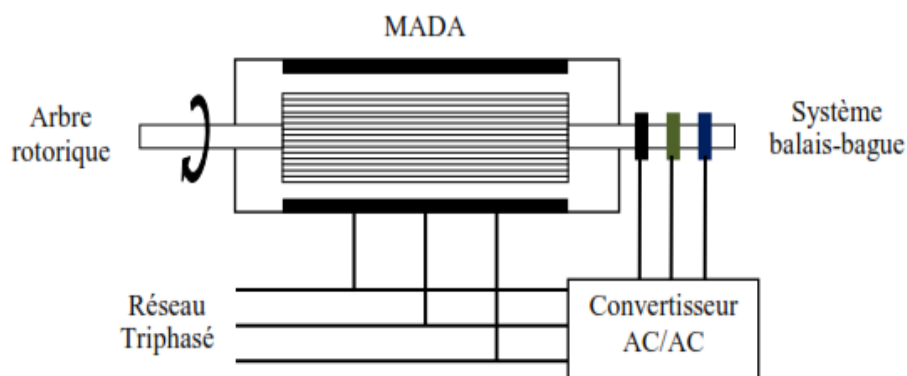 MADA
Arbre
rotorique
Système
balais-bague
Réseau
Triphasé
Convertisseur
AC/AC